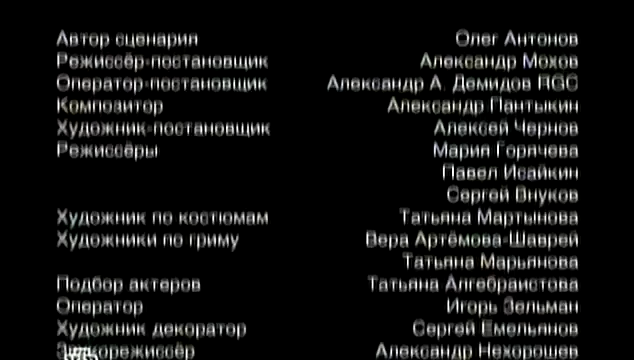 Автор сценария Олег Антонов
Режиссёр-постановщик Александр Мохов
Оператор-постановщик Александр А. Демидов RGC
Композитор Александр Пантыкин
Художник-постановщик Алексей Чернов
Режиссёры Мария Горячева
Павел Исайкин
Сергей Внуков
Художник по костюмам Татьяна Мартынова
Художники по гриму Вера Артёмова-Шаврей
Татьяна Марьянова
Подбор актеров Татьяна Алгебраистова
Оператор Игорь Зельман
Художник декоратор Сергей Емельянов
Александр Нехорошев